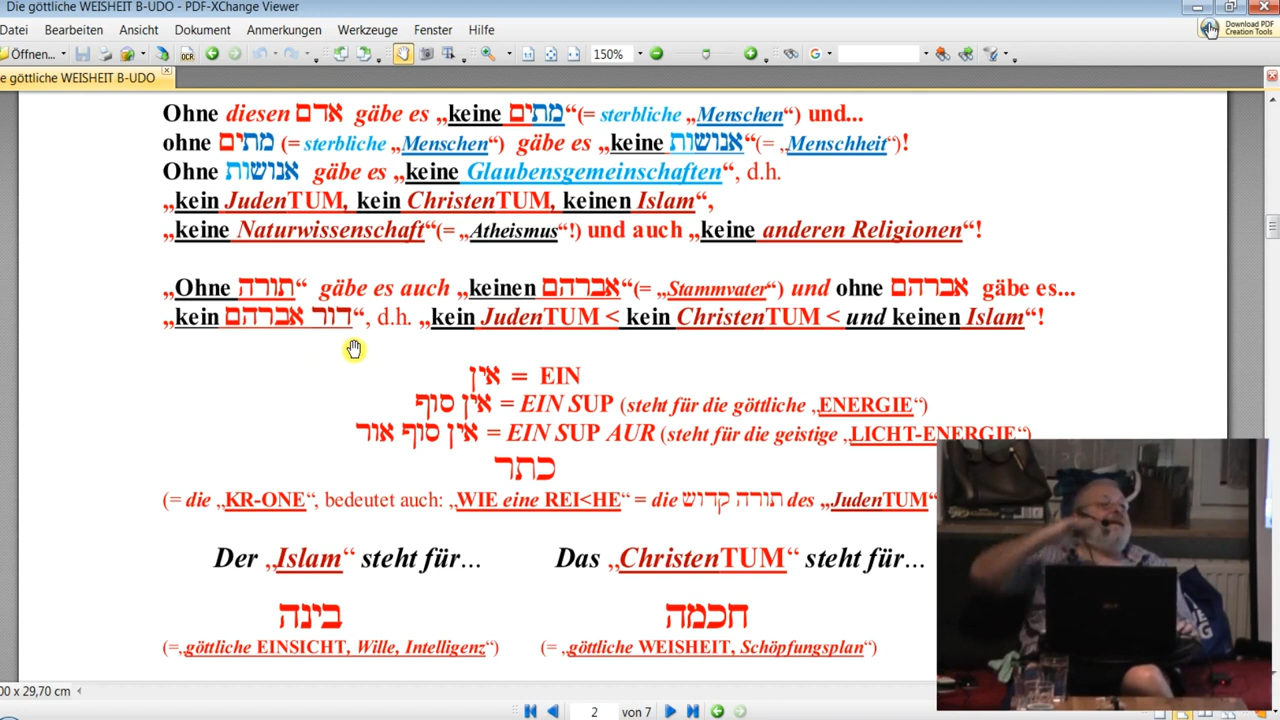 Die göttliche WEISHEIT B-UDO - PDF-XChange Viewer
Datei Bearbeiten Ansicht Dokument Anmerkungen Werkzeuge Fenster Hilfe
Download PDF Creation Tools
Öffnen... OCR 150%
e göttliche WEISHEIT B-UDO
Ohne diesen אדם gäbe es „keine מתים“(= sterbliche „Menschen“) und...
ohne מתים (= sterbliche „Menschen“) gäbe es „keine אנושות“(= „Menschheit“)!
Ohne אנושות gäbe es „keine Glaubensgemeinschaften“, d.h.
„kein JudenTUM, kein ChristenTUM, keinen Islam“,
„keine Naturwissenschaft“(= „Atheismus“!) und auch „keine anderen Religionen“!
„Ohne תורה“ gäbe es auch „keinen אברהם“(= „Stammvater“) und ohne אברהם gäbe es...
„kein דור אברהם“, d.h. „kein JudenTUM < kein ChristenTUM < und keinen Islam“!
אין = EIN
אין סוף = EIN SUP (steht für die göttliche „ENERGIE“)
אין סוף אור = EIN SUP AUR (steht für die geistige „LICHT-ENERGIE“)
כתר
(= die „KR-ONE“, bedeutet auch: „WIE eine REI<HE“ = die תורה קדוש des „JudenTUM“
Der „Islam“ steht für... Das „ChristenTUM“ steht für...
בינה חכמה
(=„göttliche EINSICHT, Wille, Intelligenz“) (= „göttliche WEISHEIT, Schöpfungsplan“)
00 x 29,70 cm
2 von 7